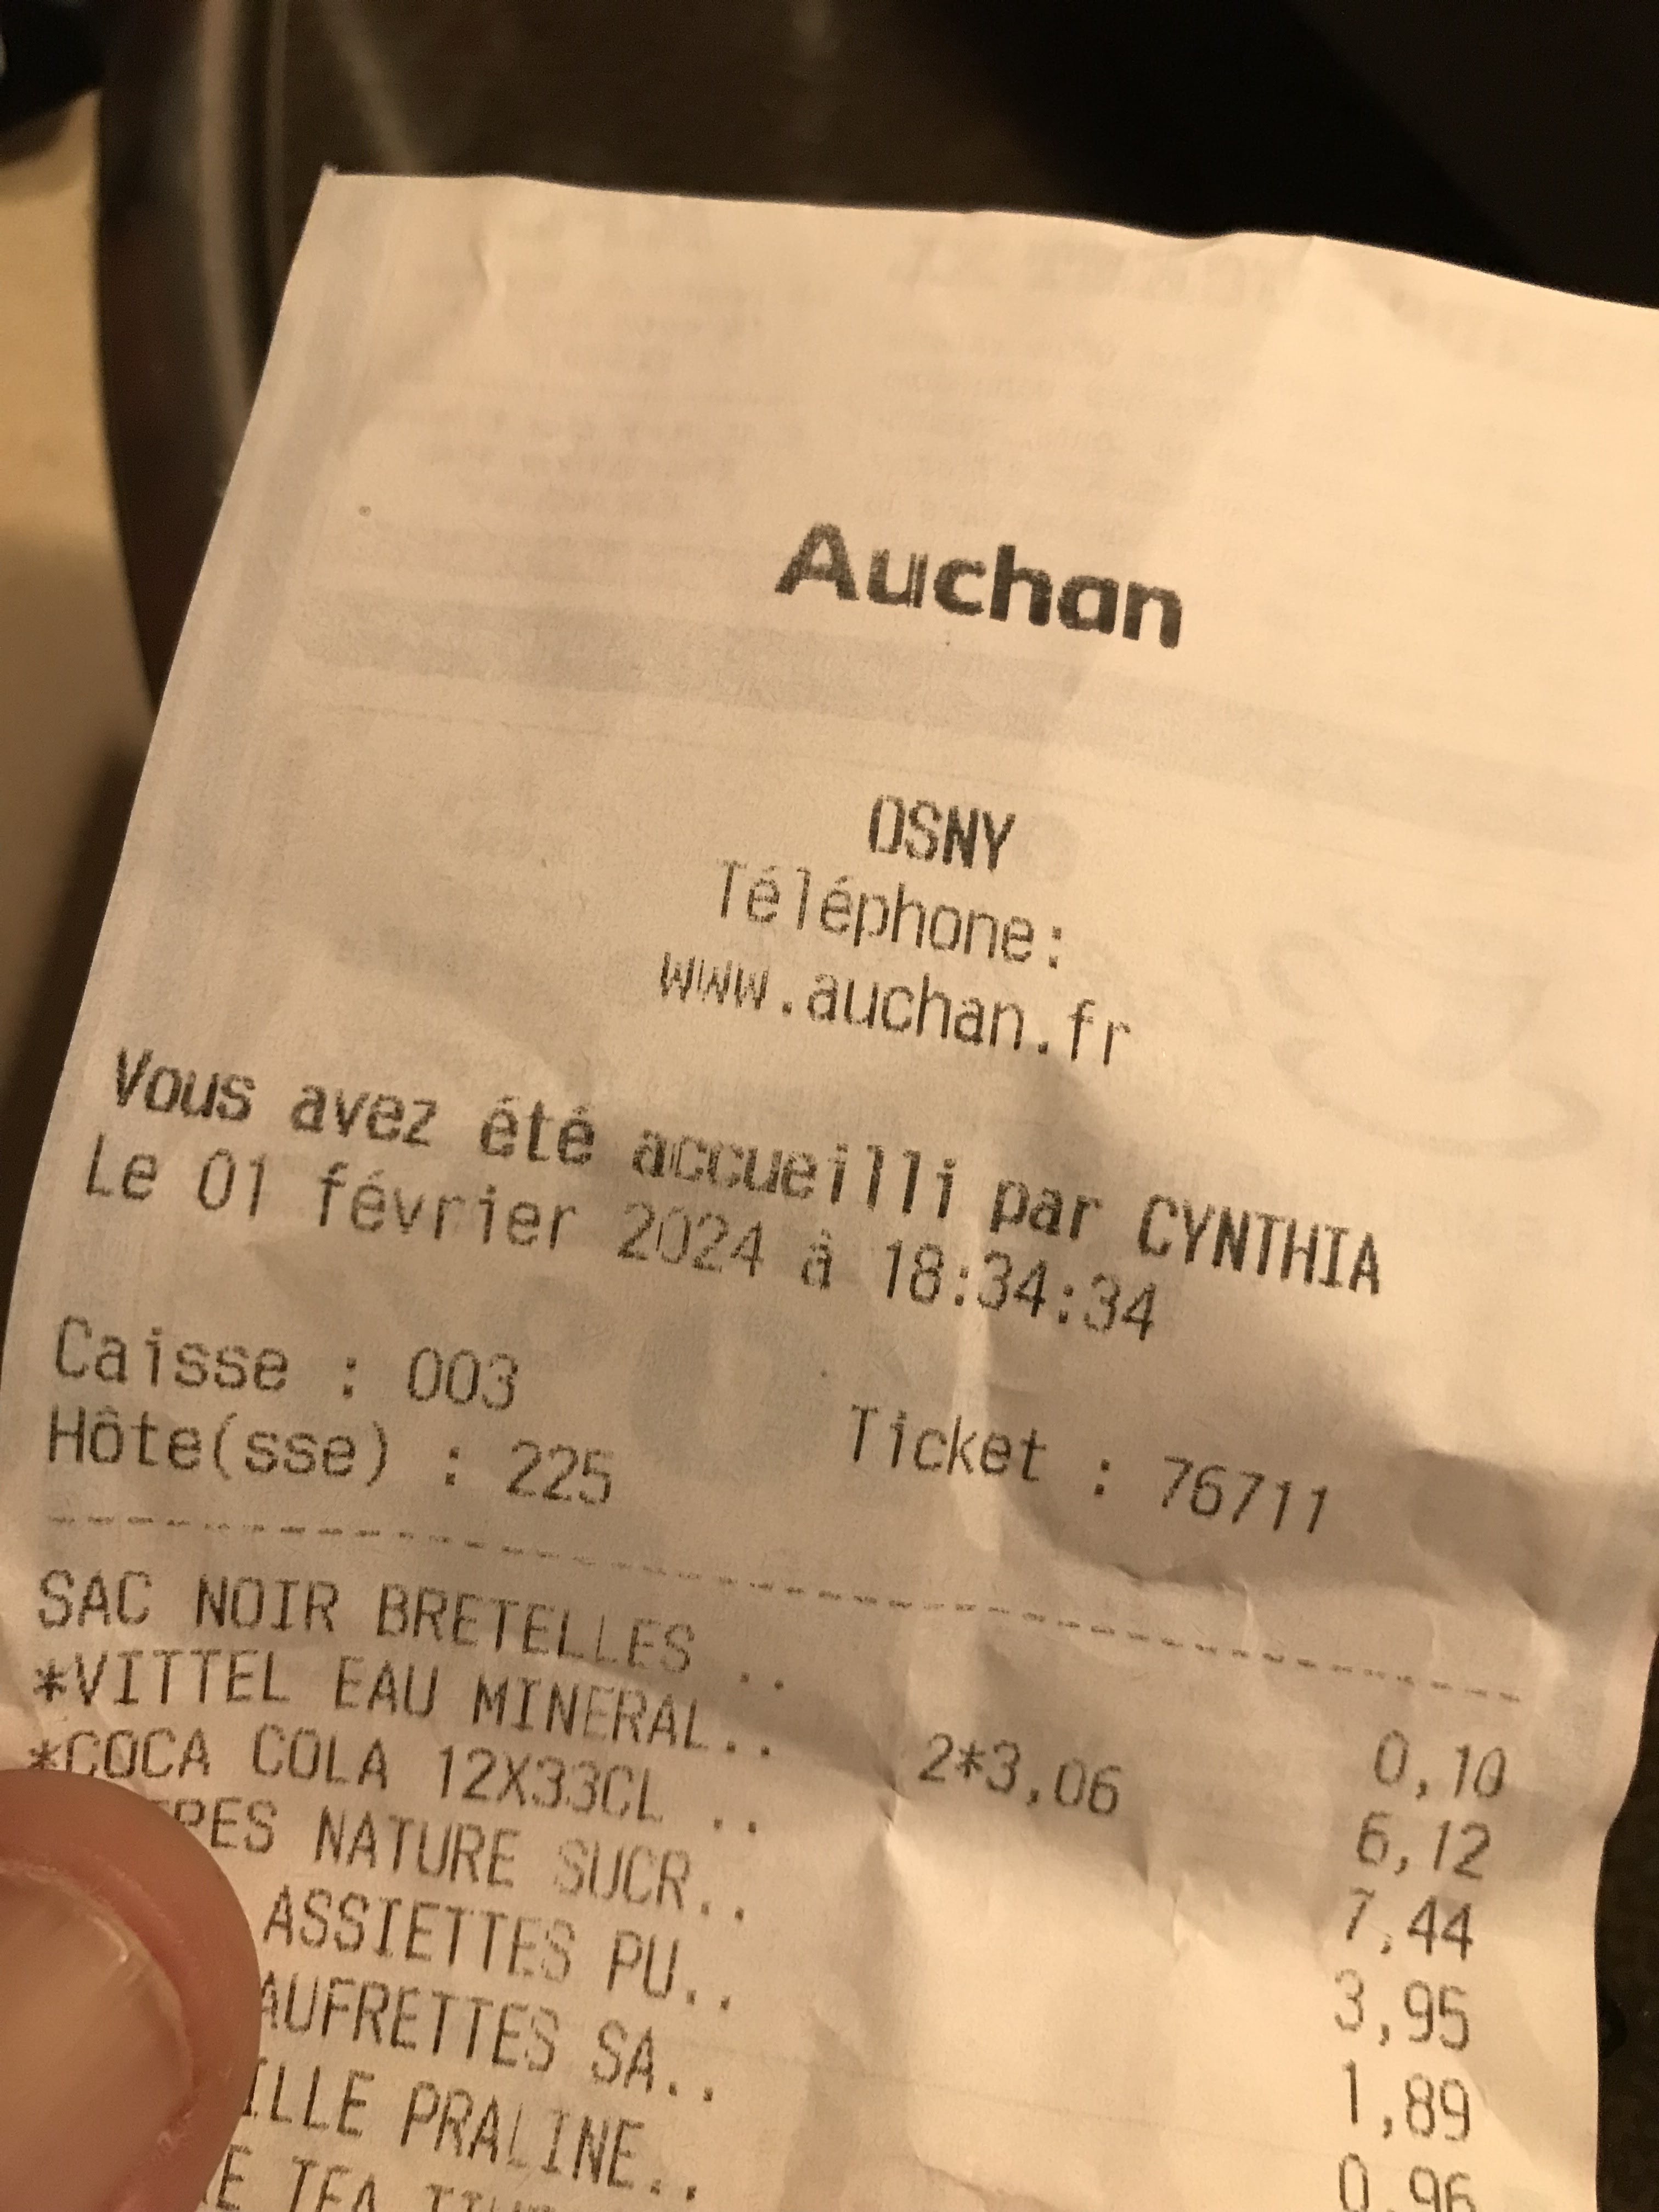 Auchan
OSNY
Téléphone:
www.auchan.fr
Vous avez été accueilli par CYNTHIA
Le 01 février 2024 à 18:34:34
Caisse : 003 Ticket : 76711
Hôte(sse) : 225
SAC NOIR BRETELLES .. 0,10
*VITTEL EAU MINERAL.. 2*3,06 6,12
*COCA COLA 12X33CL .. 7,44
PES NATURE SUCR.. 3,95
ASSIETTES PU.. 1,89
AUFRETTES SA.. 0,96
ILLE PRALINE..
E TEA